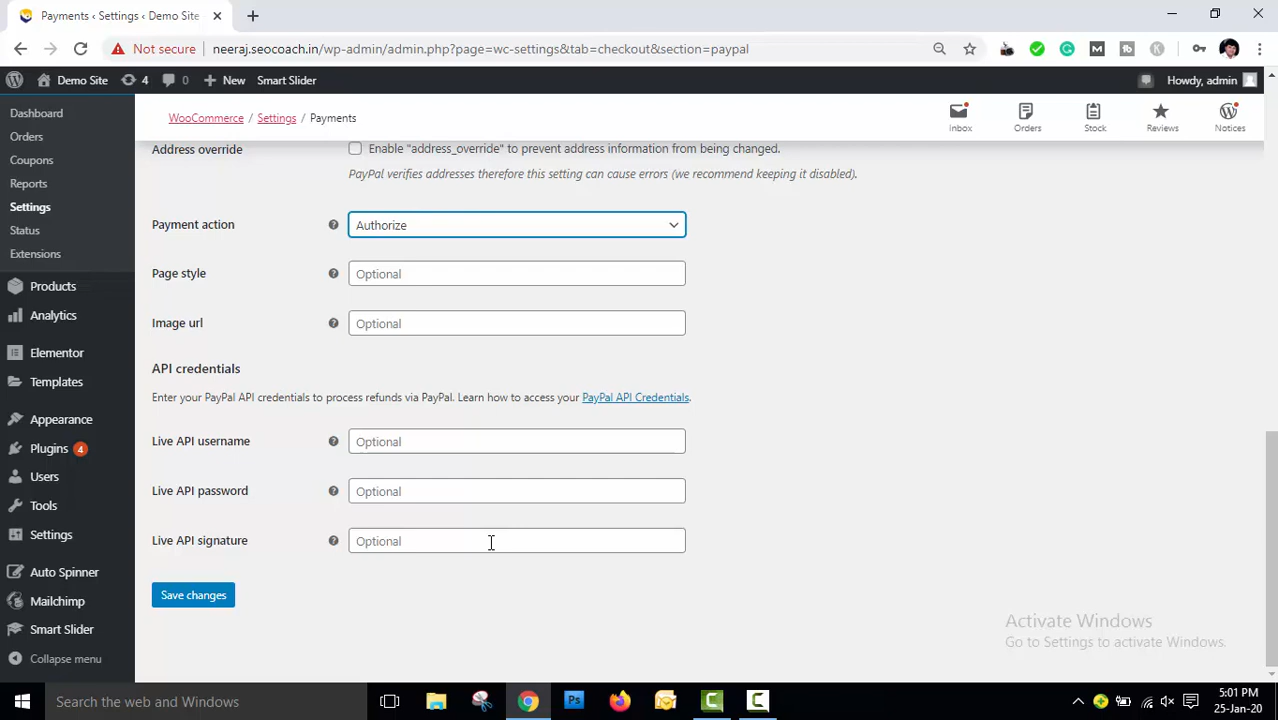 Payments ‹ Settings ‹ Demo Site
Not secure neeraj.seocoach.in/wp-admin/admin.php?page=wc-settings&tab=checkout&section=paypal
Demo Site 4 0 New Smart Slider Howdy, admin
Dashboard
Orders
Coupons
Reports
Settings
Status
Extensions
Products
Analytics
Elementor
Templates
Appearance
Plugins 4
Users
Tools
Settings
Auto Spinner
Mailchimp
Smart Slider
Collapse menu
WooCommerce / Settings / Payments
Inbox Orders Stock Reviews Notices
Address override Enable "address_override" to prevent address information from being changed.
PayPal verifies addresses therefore this setting can cause errors (we recommend keeping it disabled).
Payment action Authorize
Page style Optional
Image url Optional
API credentials
Enter your PayPal API credentials to process refunds via PayPal. Learn how to access your PayPal API Credentials.
Live API username Optional
Live API password Optional
Live API signature Optional
Save changes
Activate Windows
Go to Settings to activate Windows.
Search the web and Windows
5:01 PM
25-Jan-20